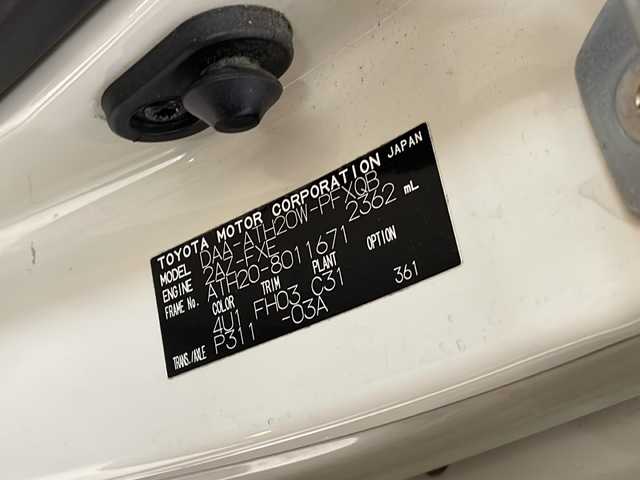 TOYOTA MOTOR CORPORATION JAPAN
MODEL DAA-ATH20W-PFXQB
ENGINE 2AZ-FXE 2362 mL
FRAME No. ATH20-8011671
COLOR TRIM PLANT OPTION
4U1 FH03 C31 361
TRANS./AXLE P311 -03A